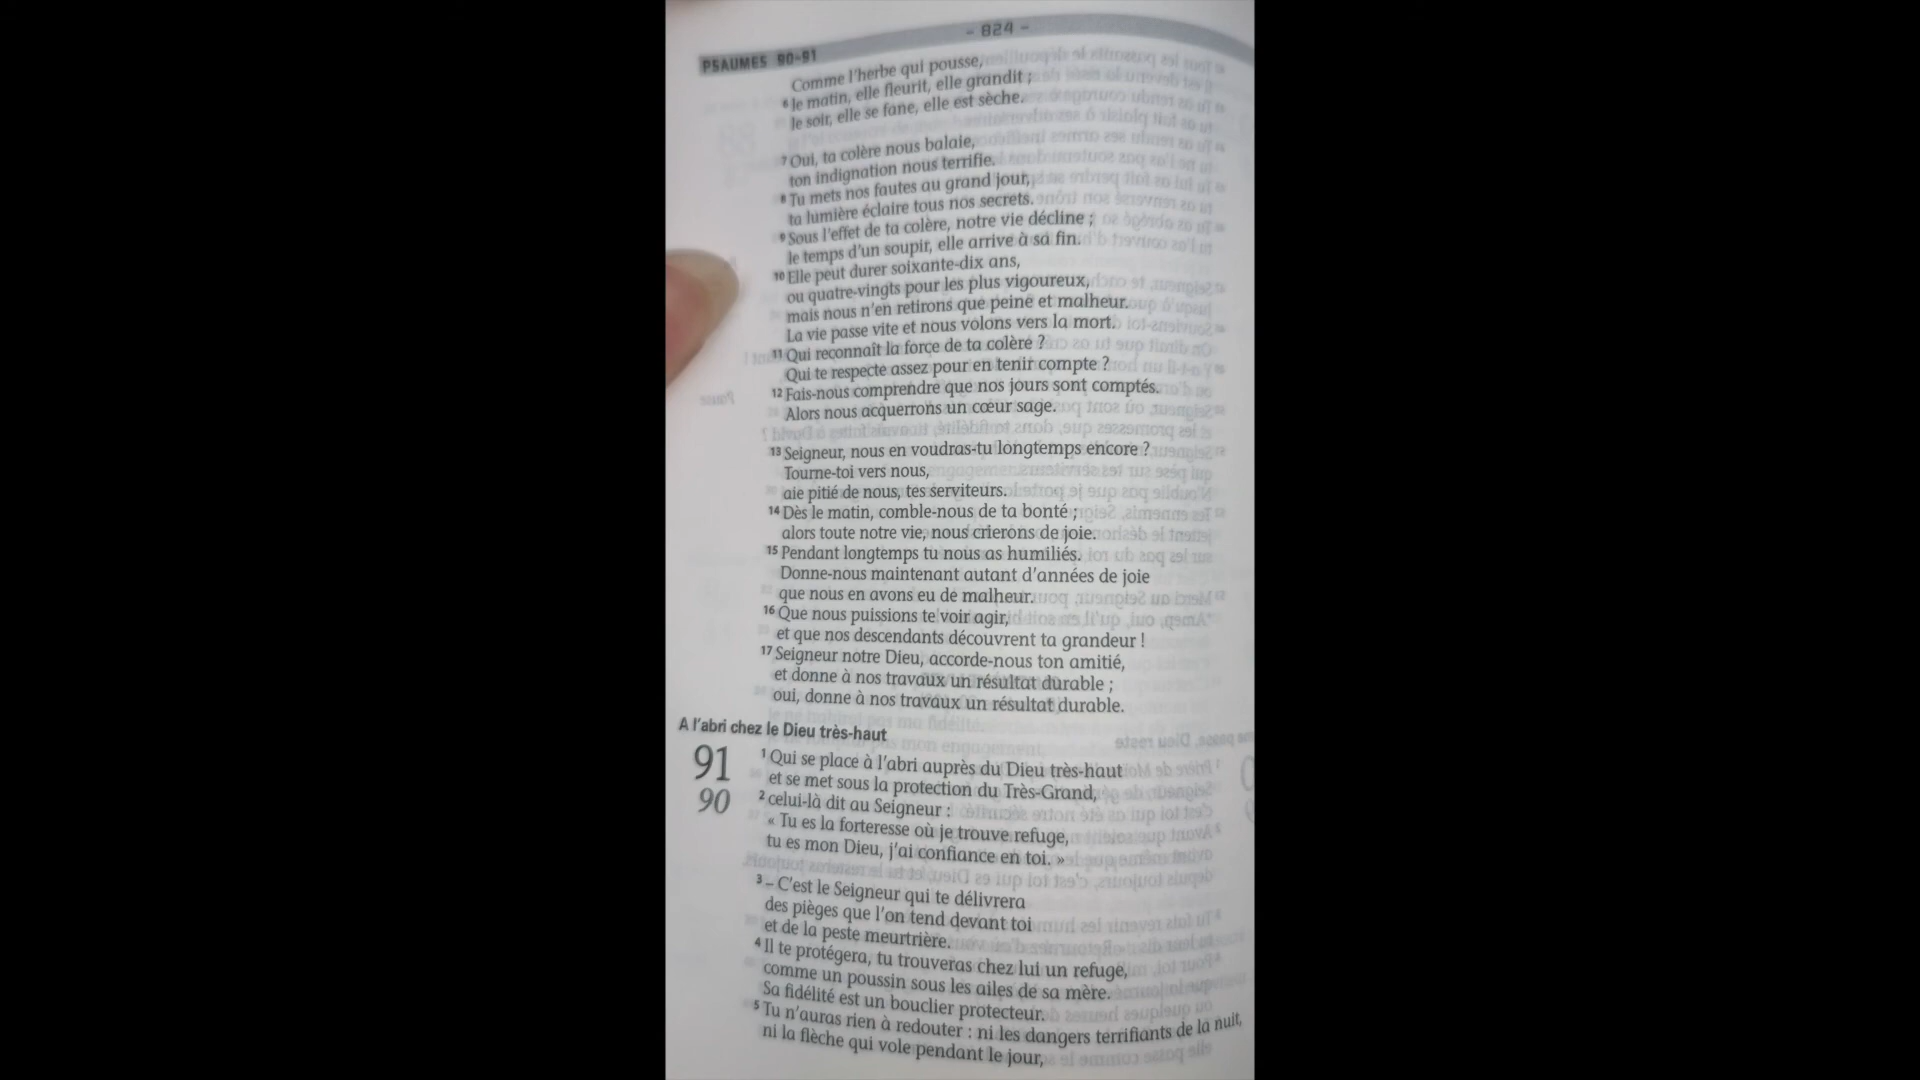 - 824 -
PSAUMES 90-91
Comme l'herbe qui pousse,
⁶ le matin, elle fleurit, elle grandit ;
le soir, elle se fane, elle est sèche.
⁷ Oui, ta colère nous balaie,
ton indignation nous terrifie.
⁸ Tu mets nos fautes au grand jour,
ta lumière éclaire tous nos secrets.
⁹ Sous l'effet de ta colère, notre vie décline ;
le temps d'un soupir, elle arrive à sa fin.
¹⁰ Elle peut durer soixante-dix ans,
ou quatre-vingts pour les plus vigoureux,
mais nous n'en retirons que peine et malheur.
La vie passe vite et nous volons vers la mort.
¹¹ Qui reconnaît la force de ta colère ?
Qui te respecte assez pour en tenir compte ?
¹² Fais-nous comprendre que nos jours sont comptés.
Alors nous acquerrons un cœur sage.
¹³ Seigneur, nous en voudras-tu longtemps encore ?
Tourne-toi vers nous,
aie pitié de nous, tes serviteurs.
¹⁴ Dès le matin, comble-nous de ta bonté ;
alors toute notre vie, nous crierons de joie.
¹⁵ Pendant longtemps tu nous as humiliés.
Donne-nous maintenant autant d'années de joie
que nous en avons eu de malheur.
¹⁶ Que nous puissions te voir agir,
et que nos descendants découvrent ta grandeur !
¹⁷ Seigneur notre Dieu, accorde-nous ton amitié,
et donne à nos travaux un résultat durable ;
oui, donne à nos travaux un résultat durable.
A l'abri chez le Dieu très-haut
91
90
¹ Qui se place à l'abri auprès du Dieu très-haut
et se met sous la protection du Très-Grand,
² celui-là dit au Seigneur :
« Tu es la forteresse où je trouve refuge,
tu es mon Dieu, j'ai confiance en toi. »
³ – C'est le Seigneur qui te délivrera
des pièges que l'on tend devant toi
et de la peste meurtrière.
⁴ Il te protégera, tu trouveras chez lui un refuge,
comme un poussin sous les ailes de sa mère.
Sa fidélité est un bouclier protecteur.
⁵ Tu n'auras rien à redouter : ni les dangers terrifiants de la nuit,
ni la flèche qui vole pendant le jour,